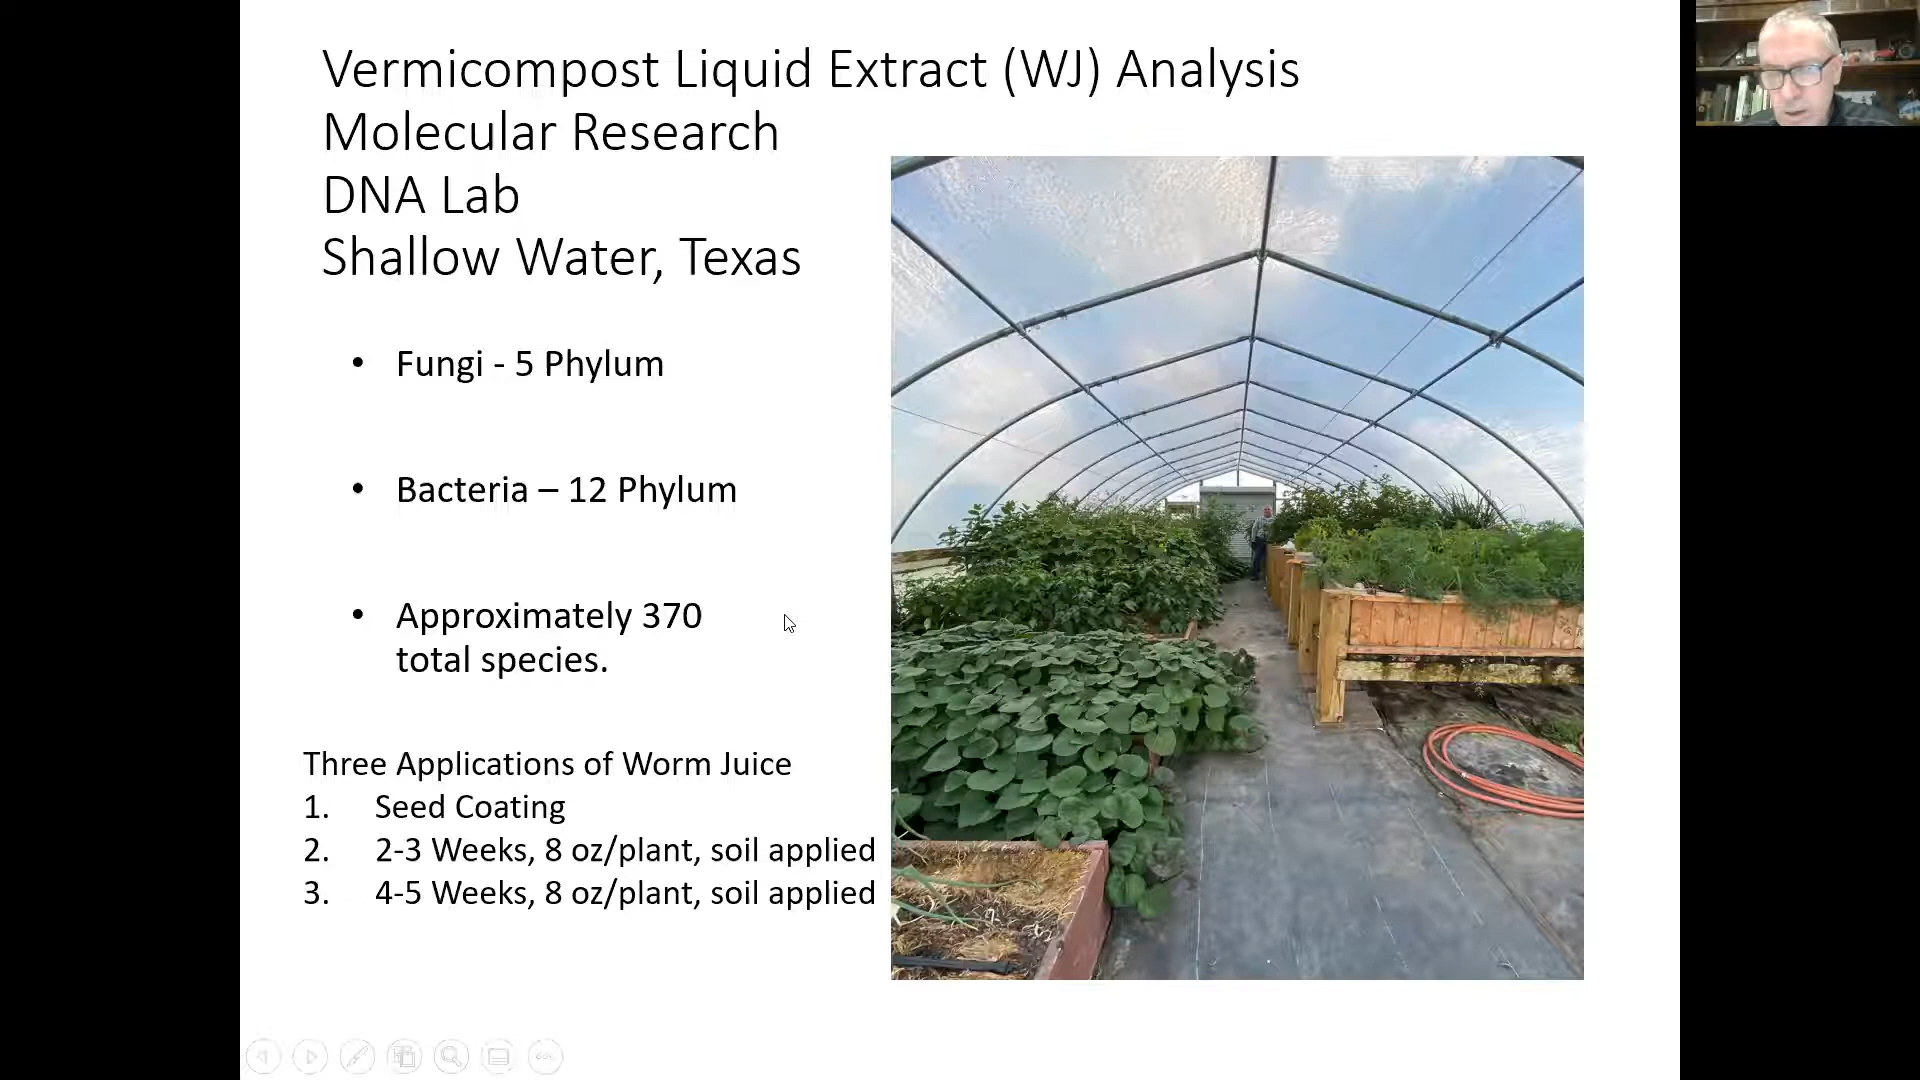 Vermicompost Liquid Extract (WJ) Analysis
Molecular Research
DNA Lab
Shallow Water, Texas
• Fungi - 5 Phylum
• Bacteria – 12 Phylum
• Approximately 370
total species.
Three Applications of Worm Juice
1. Seed Coating
2. 2-3 Weeks, 8 oz/plant, soil applied
3. 4-5 Weeks, 8 oz/plant, soil applied